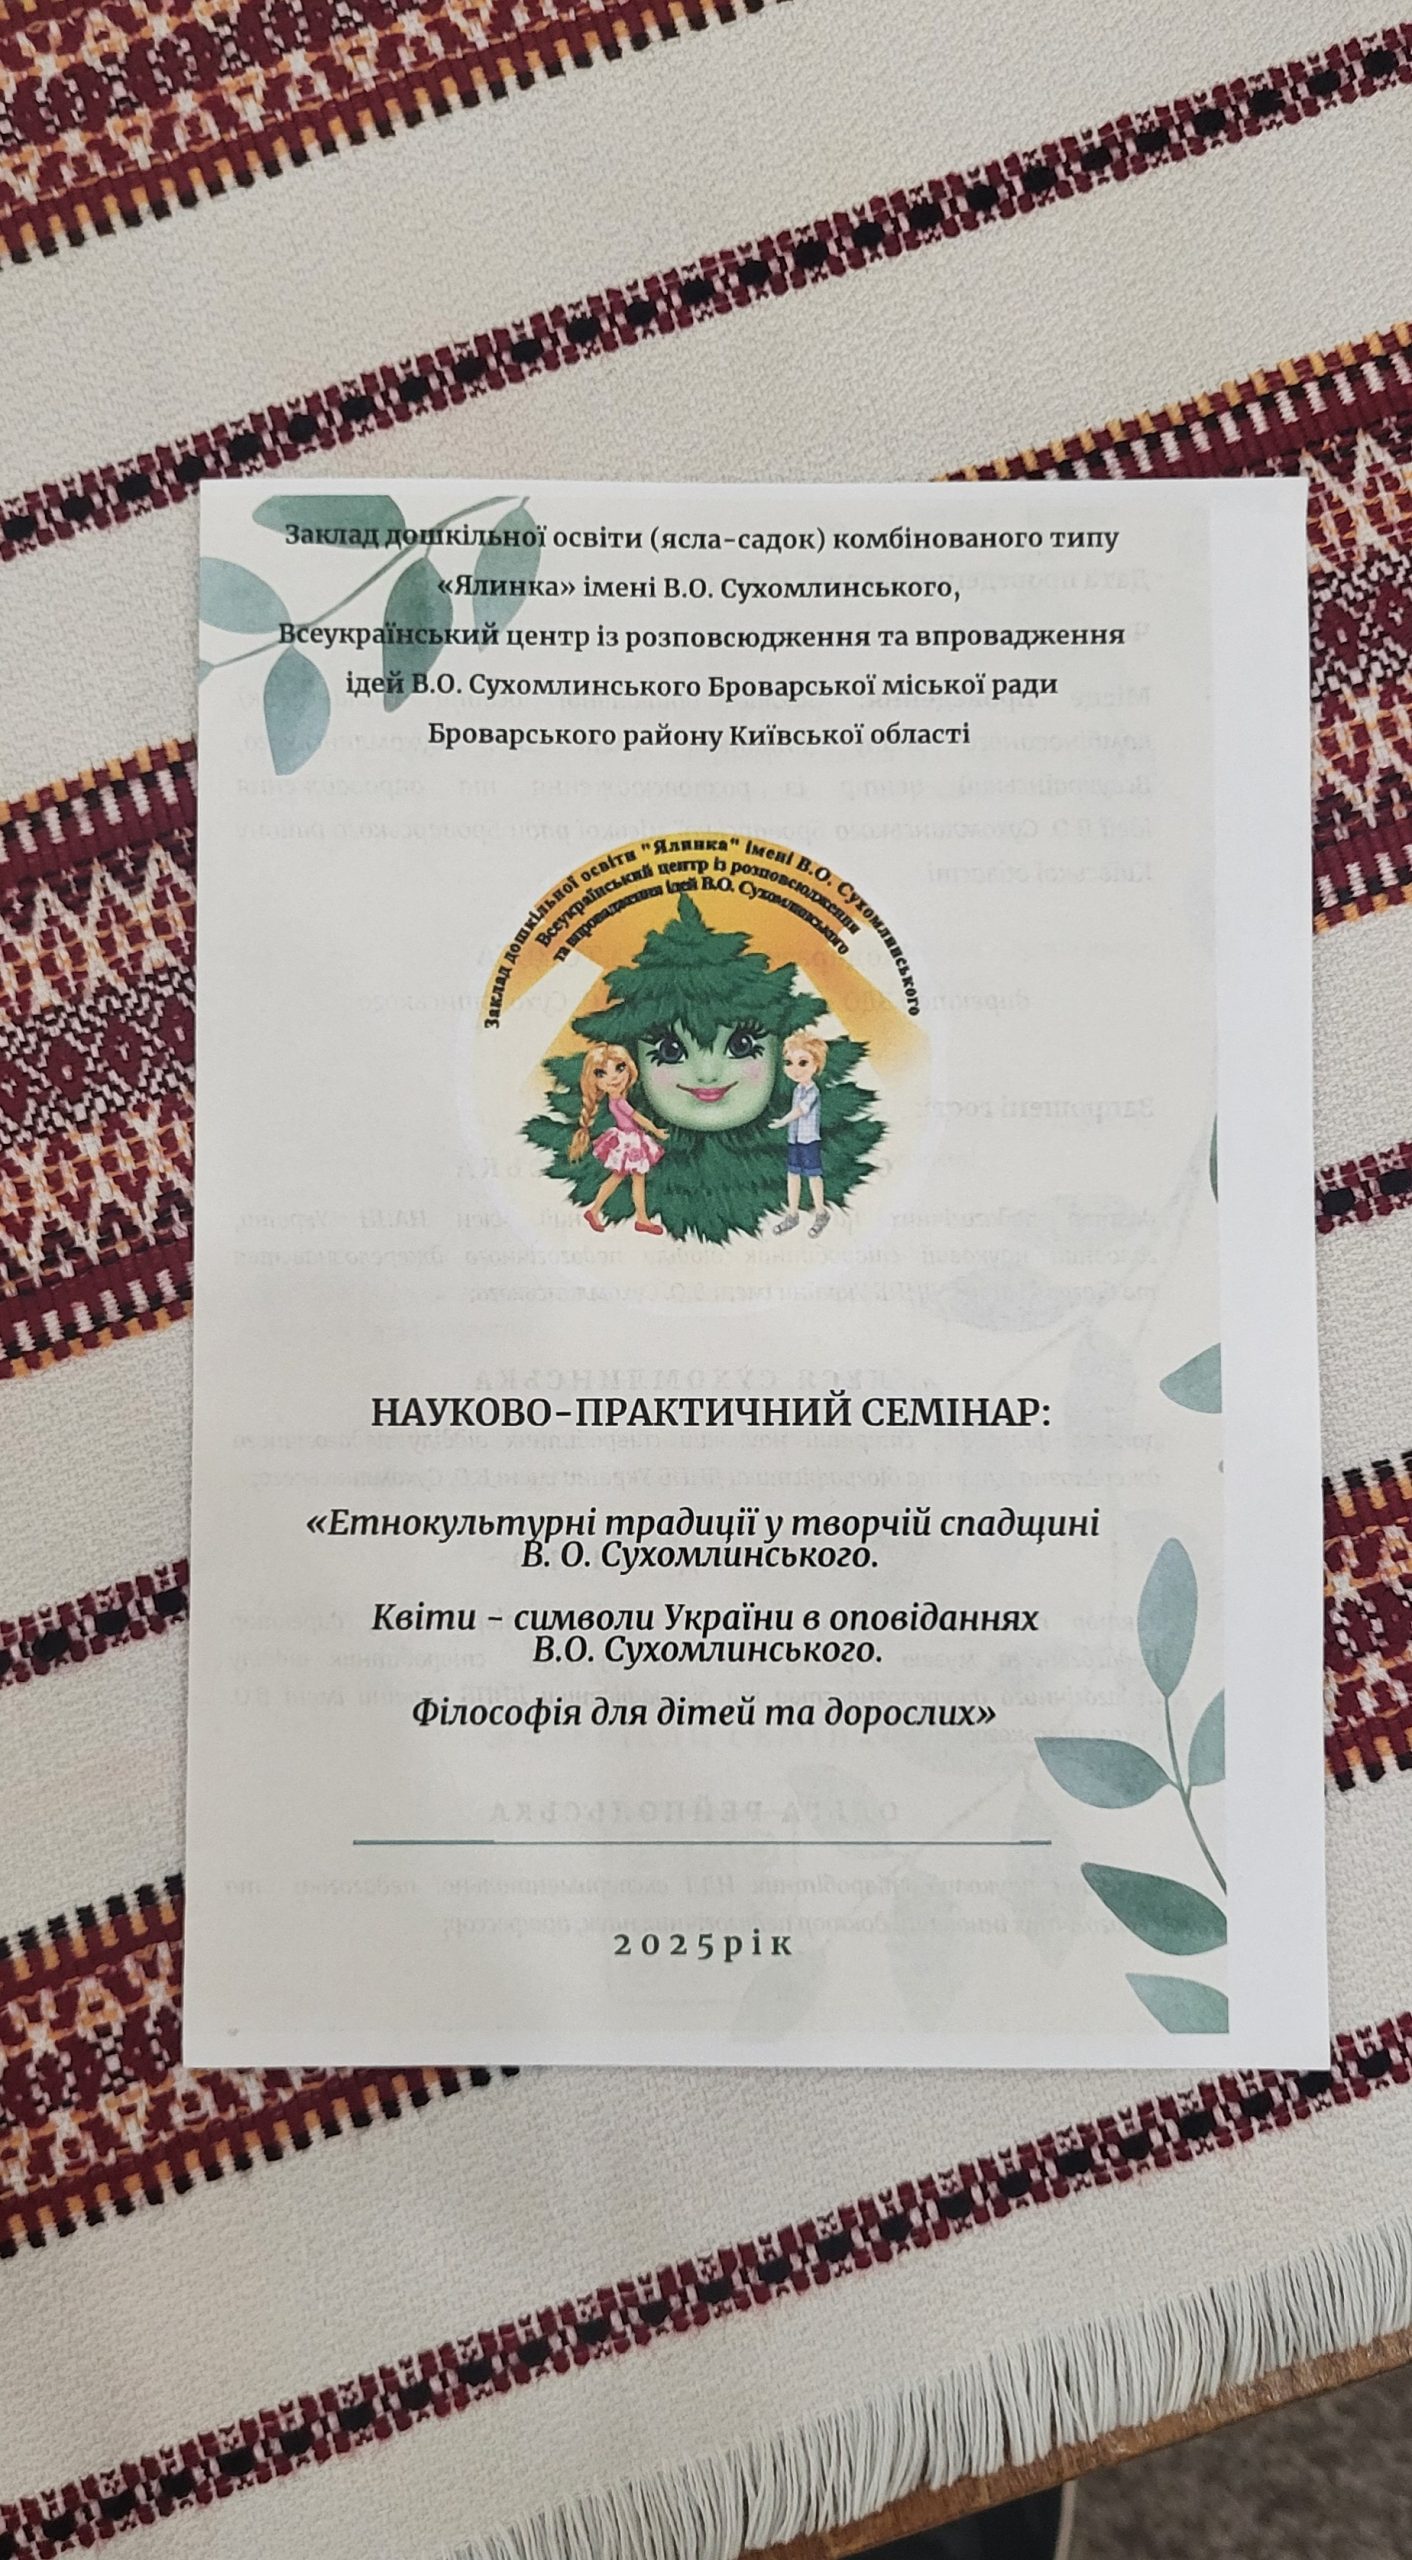 Заклад дошкільної освіти (ясла-садок) комбінованого типу
«Ялинка» імені В.О. Сухомлинського,
Всеукраїнський центр із розповсюдження та впровадження
ідей В.О. Сухомлинського Броварської міської ради
Броварського району Київської області
Заклад дошкільної освіти "Ялинка" імені В.О. Сухомлинського
Всеукраїнський центр із розповсюдження
та впровадження ідей В.О. Сухомлинського
НАУКОВО-ПРАКТИЧНИЙ СЕМІНАР:
«Етнокультурні традиції у творчій спадщині
В. О. Сухомлинського.
Квіти - символи України в оповіданнях
В.О. Сухомлинського.
Філософія для дітей та дорослих»
2025рік